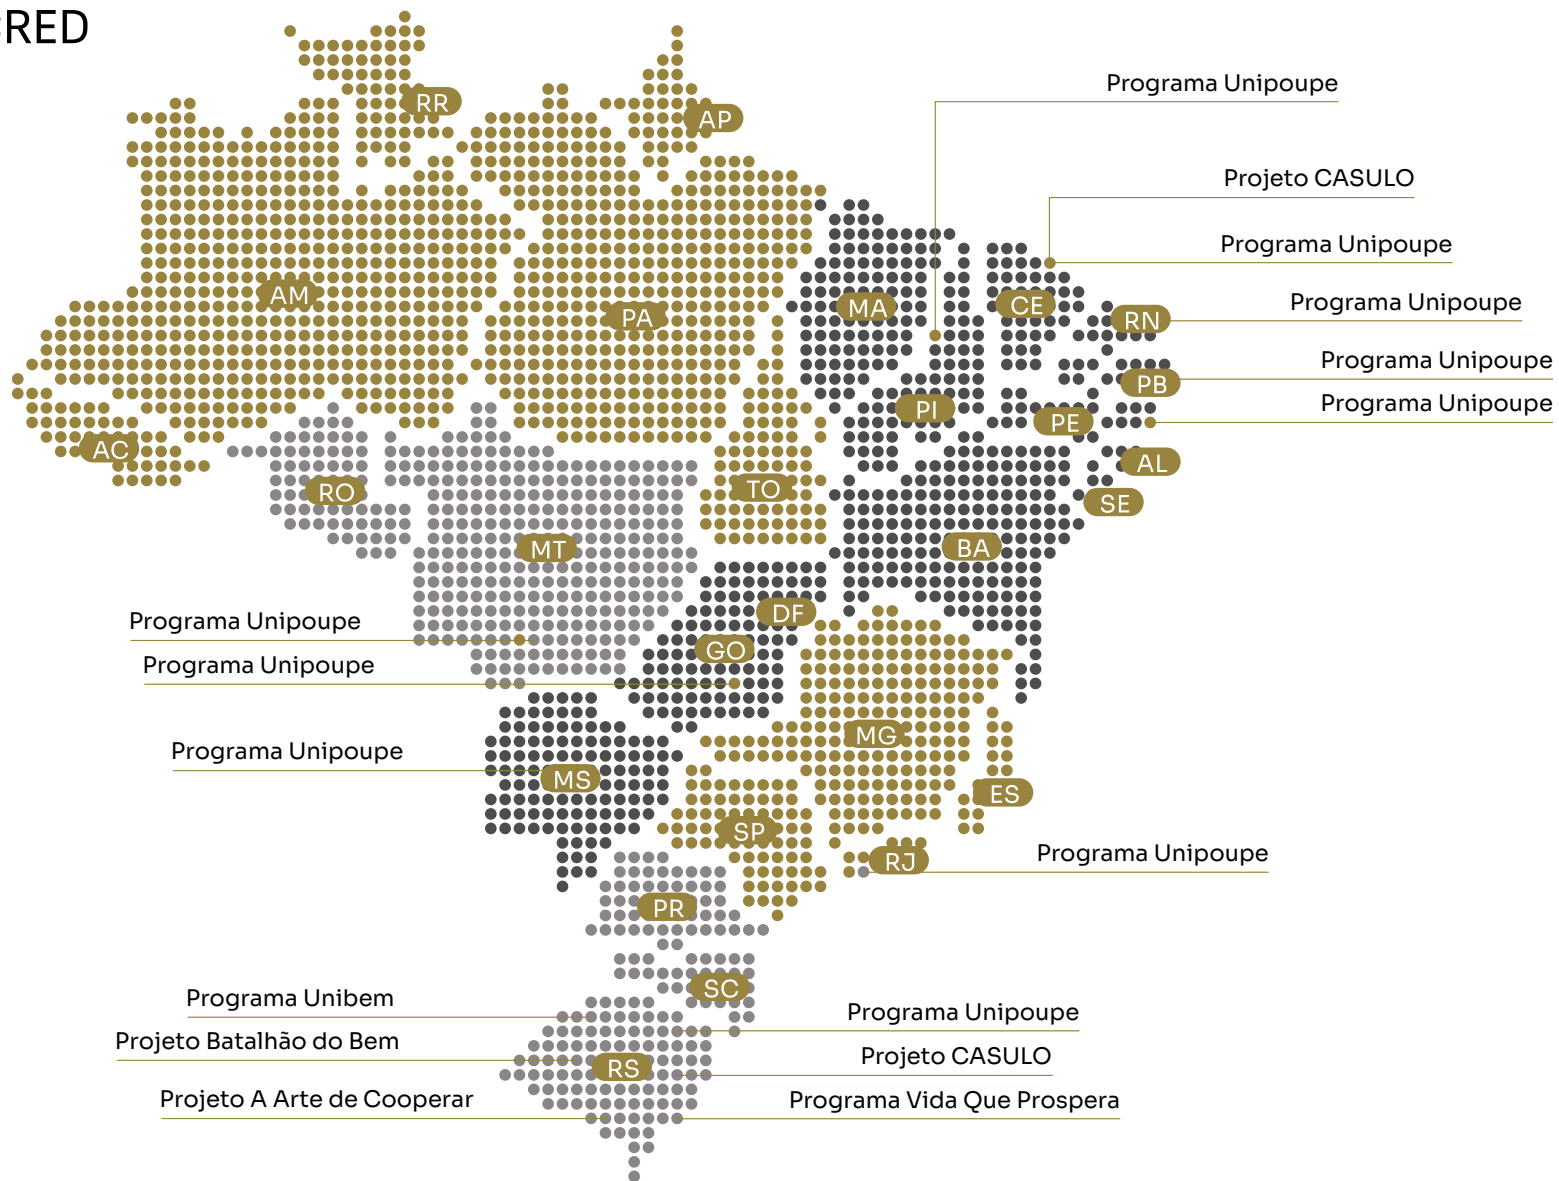 RED
RR
Programa Unipoupe
AP
Projeto CASULO
Programa Unipoupe
AM
PA
MA
CE
RN
Programa Unipoupe
PB
Programa Unipoupe
PI
PE
Programa Unipoupe
AC
AL
RO
TO
SE
MT
BA
DF
Programa Unipoupe
GO
Programa Unipoupe
MG
Programa Unipoupe
MS
ES
SP
RJ
Programa Unipoupe
PR
SC
Programa Unibem
Programa Unipoupe
Projeto Batalhão do Bem
Projeto CASULO
RS
Projeto A Arte de Cooperar
Programa Vida Que Prospera